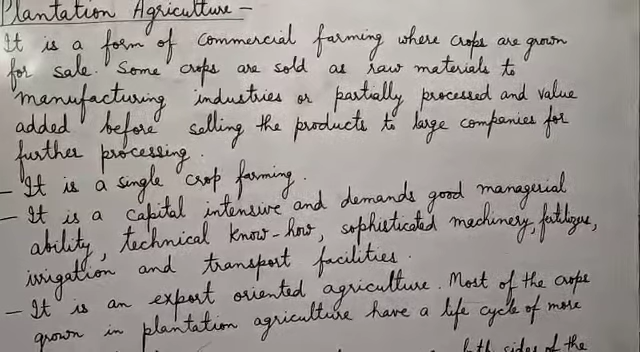 Plantation Agriculture -
It is a form of commercial farming where crops are grown
for sale. Some crops are sold as raw materials to
manufacturing industries or partially processed and value
added before selling the products to large companies for
further processing.
- It is a single crop farming.
- It is a capital intensive and demands good managerial
ability, technical know-how, sophisticated machinery, fertilizers,
irrigation and transport facilities.
- It is an export oriented agriculture. Most of the crops
grown in plantation agriculture have a life cycle of more
both sides of the